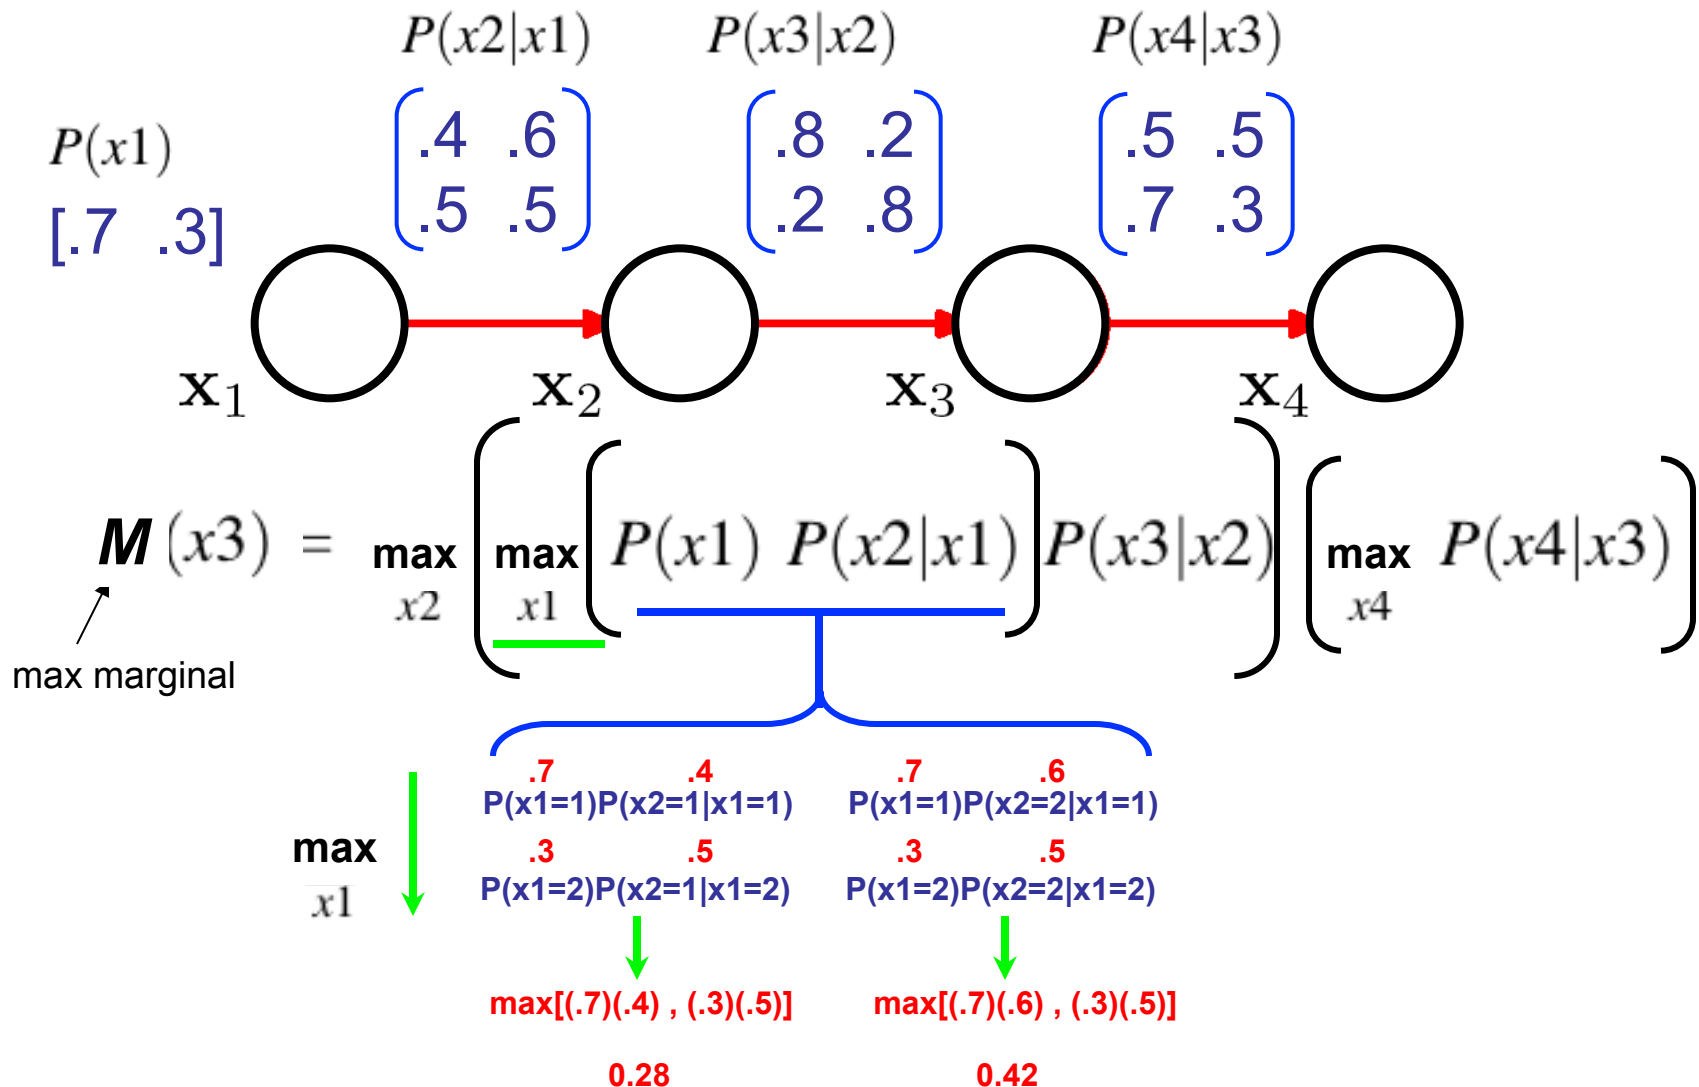 P(x2|x1) P(x3|x2) P(x4|x3)
P(x1)
.4 .6 .8 .2 .5 .5
[.7 .3] .5 .5 .2 .8 .7 .3
x1 x2 x3 x4
M(x3) = max x2 ( max x1 ( P(x1) P(x2|x1) ) P(x3|x2) ) ( max x4 P(x4|x3) )
max marginal
.7 .4 .7 .6
P(x1=1)P(x2=1|x1=1) P(x1=1)P(x2=2|x1=1)
max x1
.3 .5 .3 .5
P(x1=2)P(x2=1|x1=2) P(x1=2)P(x2=2|x1=2)
max[(.7)(.4) , (.3)(.5)] max[(.7)(.6) , (.3)(.5)]
0.28 0.42